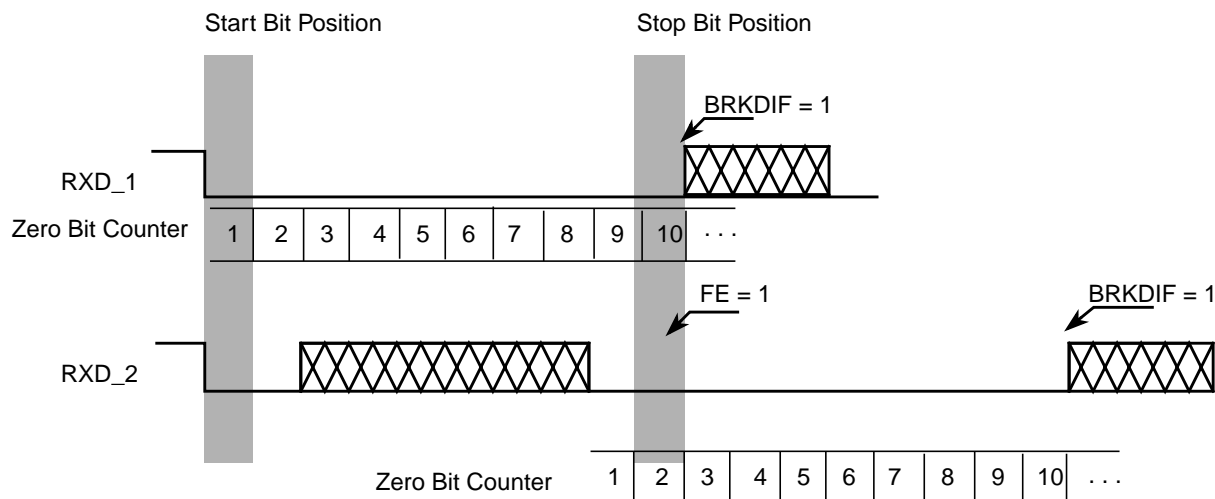 Start Bit Position Stop Bit Position
BRKDIF = 1
RXD_1
Zero Bit Counter 1 2 3 4 5 6 7 8 9 10 . . .
FE = 1 BRKDIF = 1
RXD_2
Zero Bit Counter 1 2 3 4 5 6 7 8 9 10 . . .